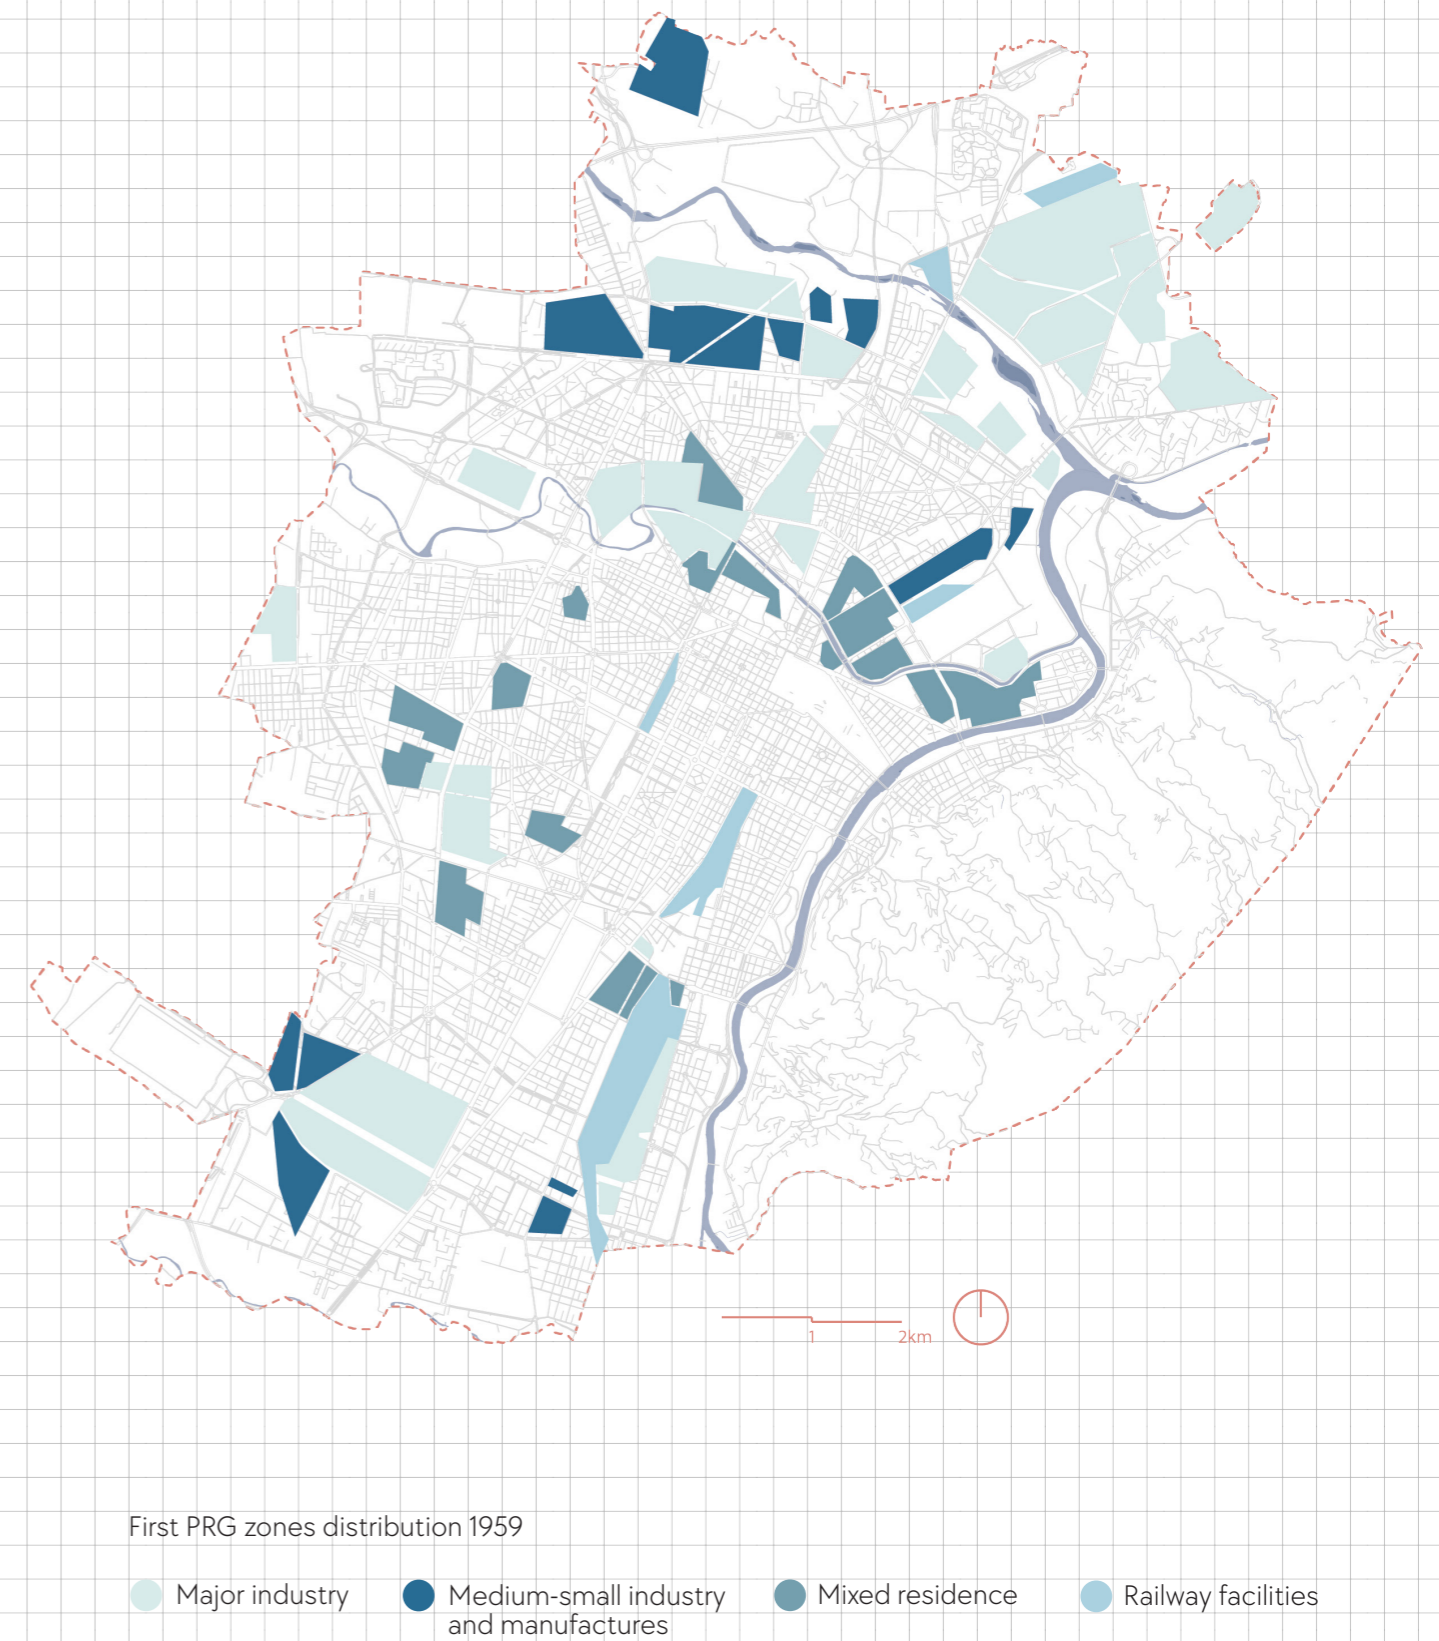 1
2km
First PRG zones distribution 1959
Major industry
Medium-small industry
and manufactures
Mixed residence
Railway facilities